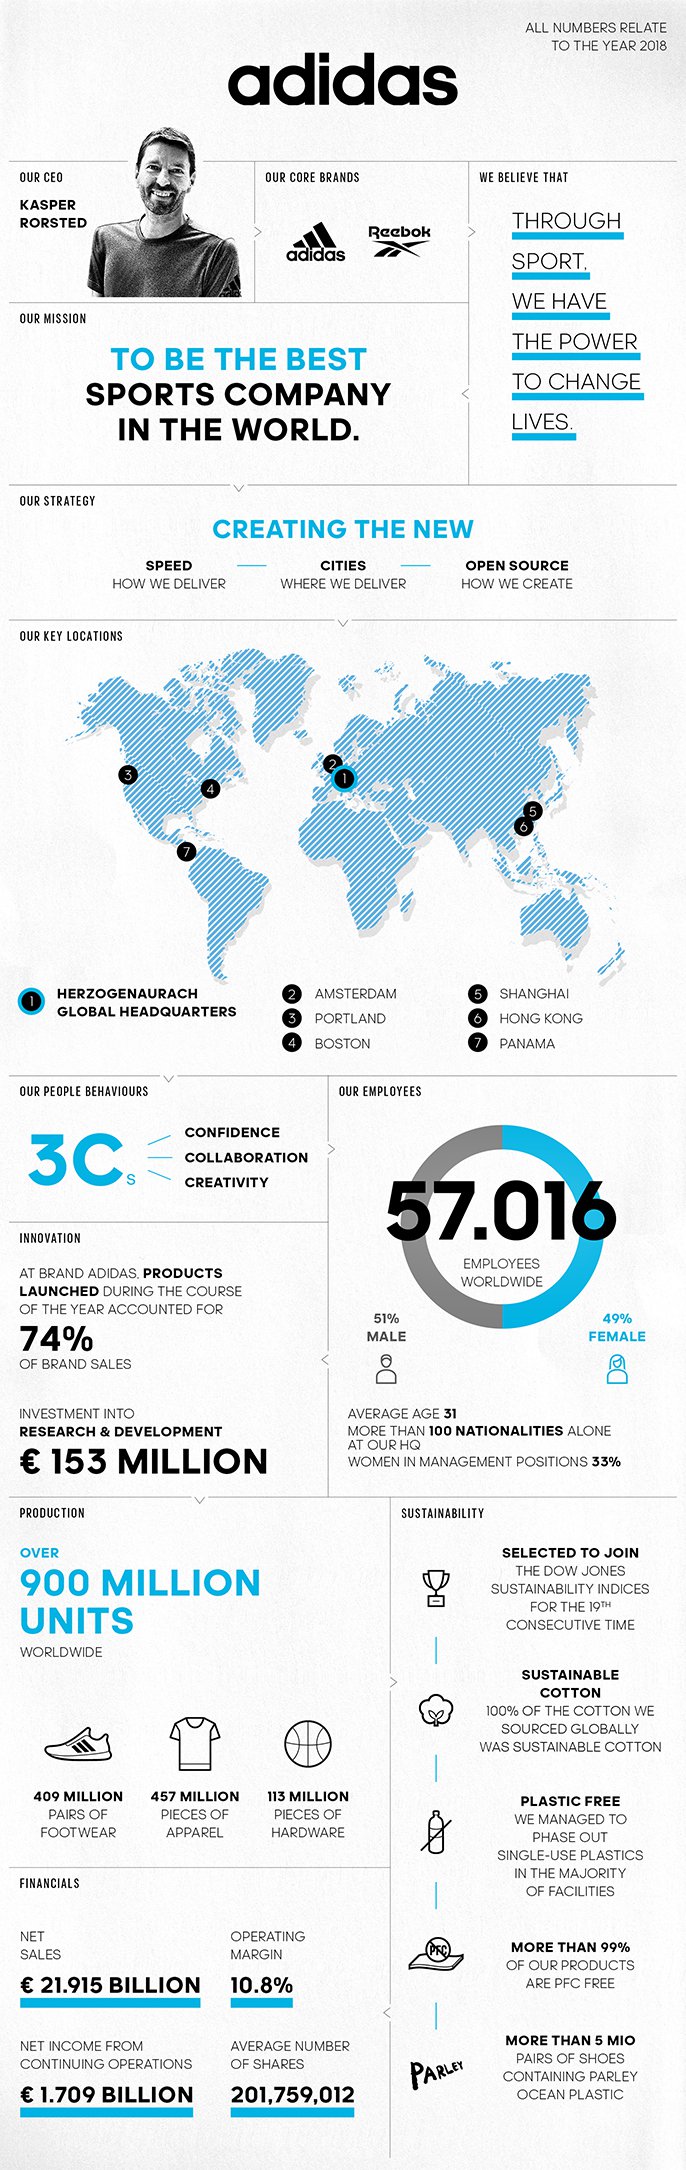 ALL NUMBERS RELATE
TO THE YEAR 2018
adidas
OUR CEO
KASPER
RORSTED
OUR CORE BRANDS
adidas
Reebok
WE BELIEVE THAT
THROUGH
SPORT,
WE HAVE
THE POWER
TO CHANGE
LIVES.
OUR MISSION
TO BE THE BEST
SPORTS COMPANY
IN THE WORLD.
OUR STRATEGY
CREATING THE NEW
SPEED
HOW WE DELIVER
CITIES
WHERE WE DELIVER
OPEN SOURCE
HOW WE CREATE
OUR KEY LOCATIONS
3
4
2
1
5
6
7
1 HERZOGENAURACH
GLOBAL HEADQUARTERS
2 AMSTERDAM
3 PORTLAND
4 BOSTON
5 SHANGHAI
6 HONG KONG
7 PANAMA
OUR PEOPLE BEHAVIOURS
3Cs
CONFIDENCE
COLLABORATION
CREATIVITY
OUR EMPLOYEES
57.016
EMPLOYEES
WORLDWIDE
51%
MALE
49%
FEMALE
AVERAGE AGE 31
MORE THAN 100 NATIONALITIES ALONE
AT OUR HQ
WOMEN IN MANAGEMENT POSITIONS 33%
INNOVATION
AT BRAND ADIDAS, PRODUCTS
LAUNCHED DURING THE COURSE
OF THE YEAR ACCOUNTED FOR
74%
OF BRAND SALES
INVESTMENT INTO
RESEARCH & DEVELOPMENT
€ 153 MILLION
PRODUCTION
OVER
900 MILLION
UNITS
WORLDWIDE
409 MILLION
PAIRS OF
FOOTWEAR
457 MILLION
PIECES OF
APPAREL
113 MILLION
PIECES OF
HARDWARE
SUSTAINABILITY
SELECTED TO JOIN
THE DOW JONES
SUSTAINABILITY INDICES
FOR THE 19TH
CONSECUTIVE TIME
SUSTAINABLE
COTTON
100% OF THE COTTON WE
SOURCED GLOBALLY
WAS SUSTAINABLE COTTON
PLASTIC FREE
WE MANAGED TO
PHASE OUT
SINGLE-USE PLASTICS
IN THE MAJORITY
OF FACILITIES
PFC
MORE THAN 99%
OF OUR PRODUCTS
ARE PFC FREE
PARLEY
MORE THAN 5 MIO
PAIRS OF SHOES
CONTAINING PARLEY
OCEAN PLASTIC
FINANCIALS
NET
SALES
€ 21.915 BILLION
OPERATING
MARGIN
10.8%
NET INCOME FROM
CONTINUING OPERATIONS
€ 1.709 BILLION
AVERAGE NUMBER
OF SHARES
201,759,012